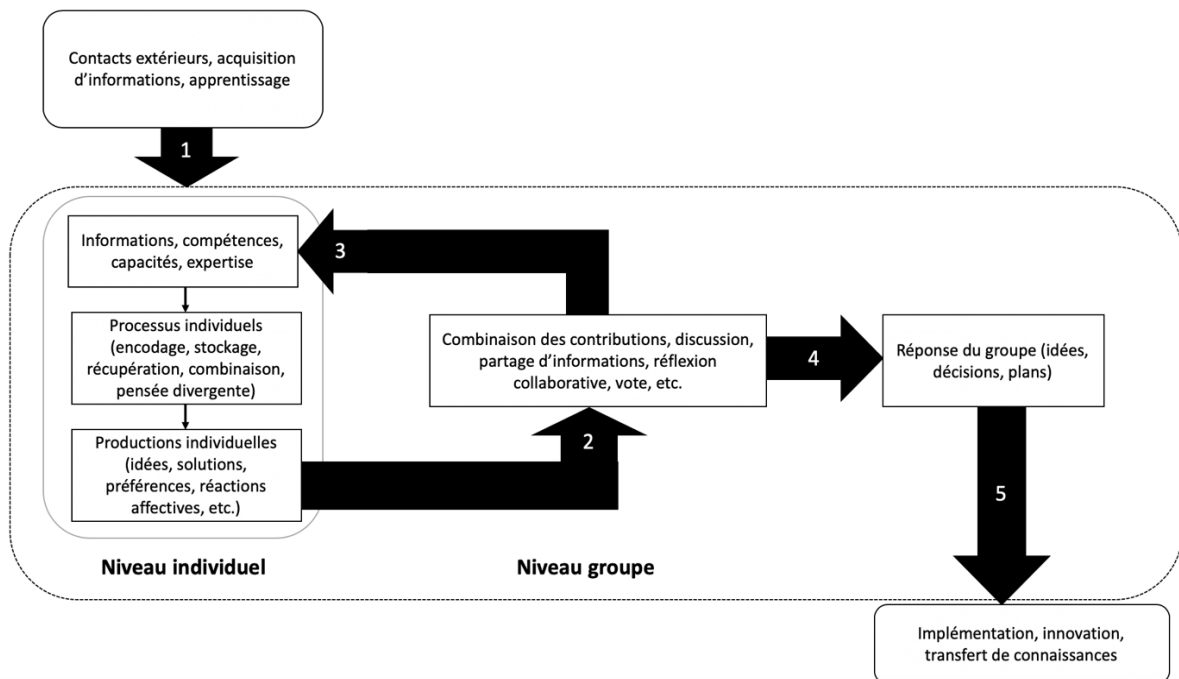 Contacts extérieurs, acquisition
d’informations, apprentissage
1
Informations, compétences,
capacités, expertise
Processus individuels
(encodage, stockage,
récupération, combinaison,
pensée divergente)
Productions individuelles
(idées, solutions,
préférences, réactions
affectives, etc.)
Niveau individuel
3
Combinaison des contributions, discussion,
partage d’informations, réflexion
collaborative, vote, etc.
2
Niveau groupe
4
Réponse du groupe (idées,
décisions, plans)
5
Implémentation, innovation,
transfert de connaissances